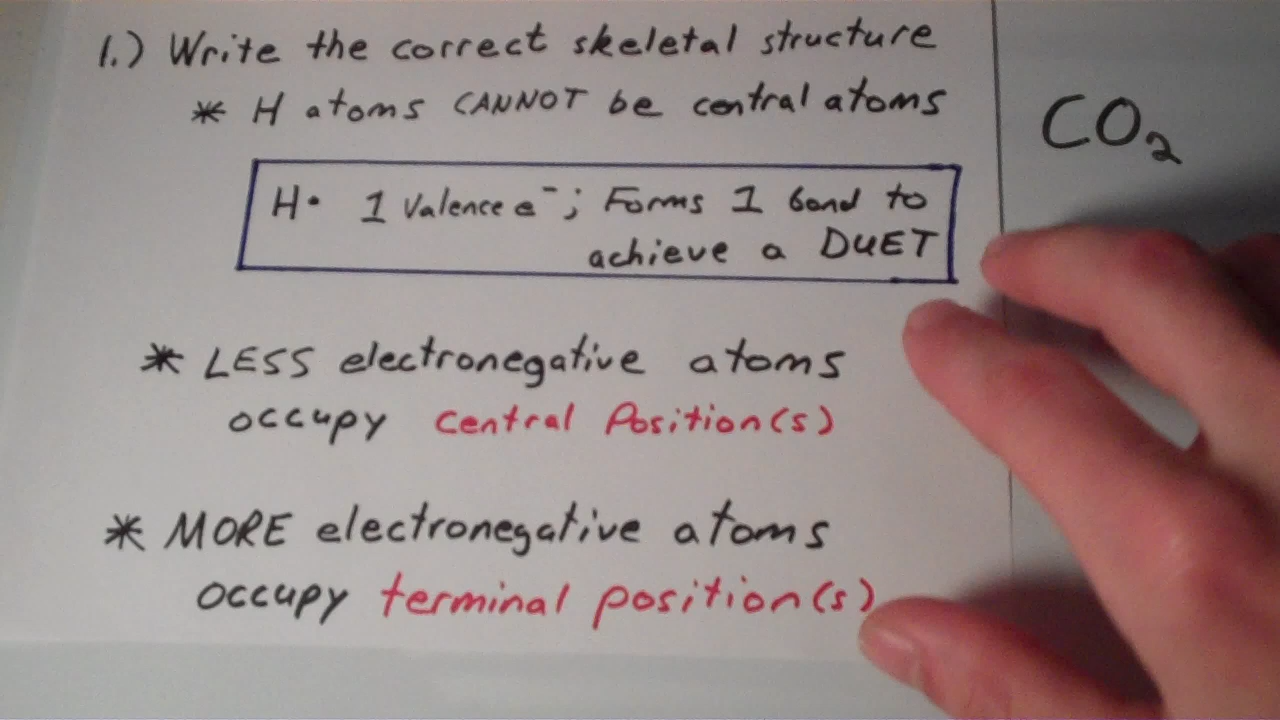 1.) Write the correct skeletal structure
* H atoms CANNOT be central atoms
H• 1 Valence e⁻; Forms 1 bond to
achieve a DUET
* LESS electronegative atoms
occupy central Position(s)
* MORE electronegative atoms
occupy terminal position(s)
CO₂